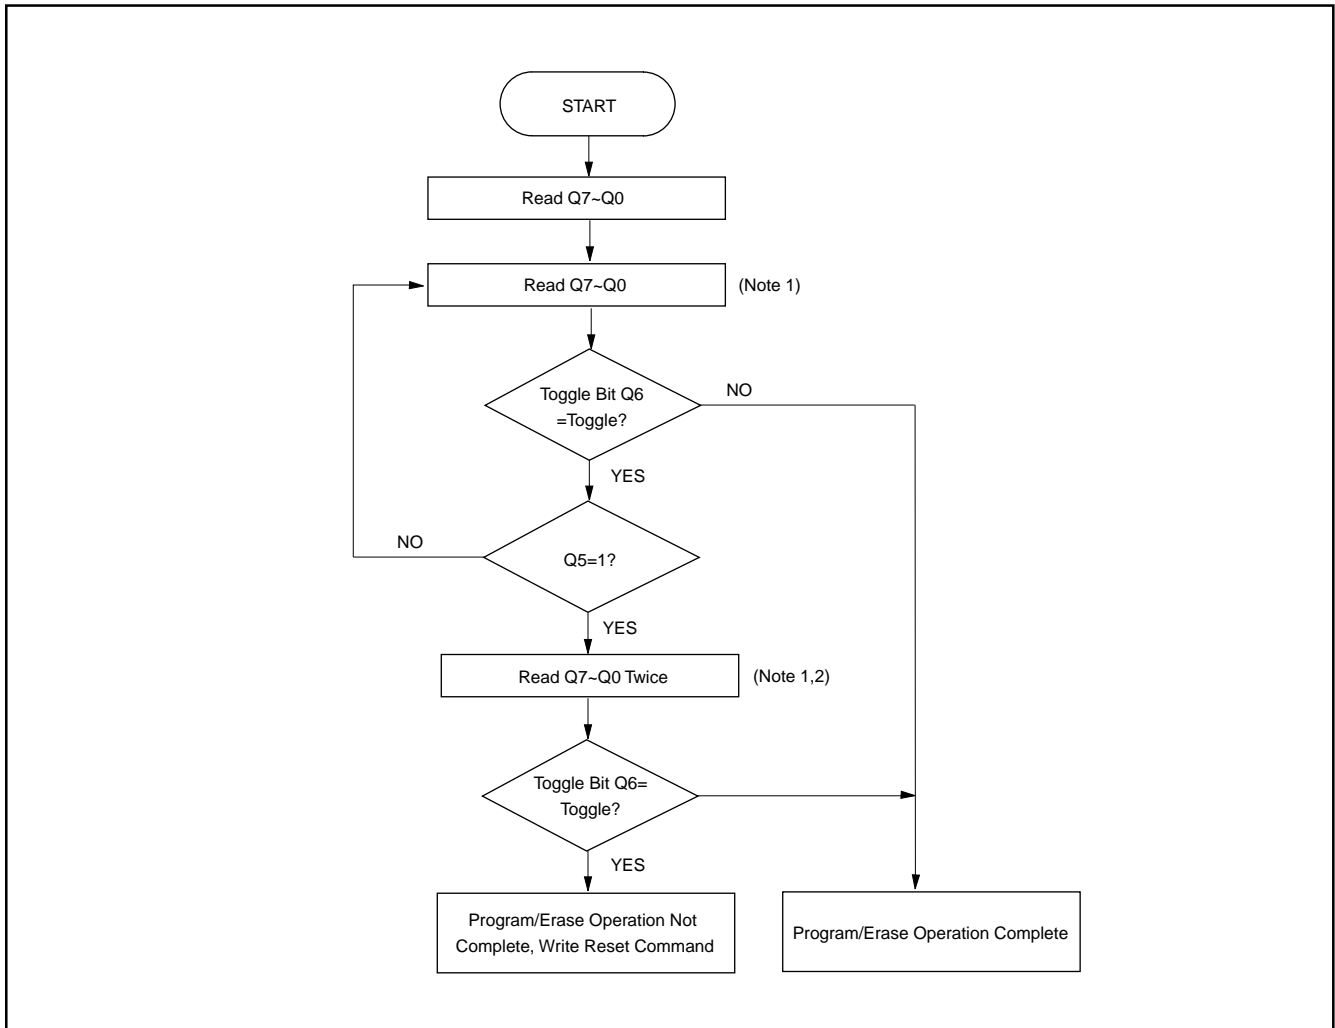 START
Read Q7~Q0
Read Q7~Q0
(Note 1)
Toggle Bit Q6
=Toggle?
NO
YES
NO
Q5=1?
YES
Read Q7~Q0 Twice
(Note 1,2)
Toggle Bit Q6=
Toggle?
YES
Program/Erase Operation Not
Complete, Write Reset Command
Program/Erase Operation Complete